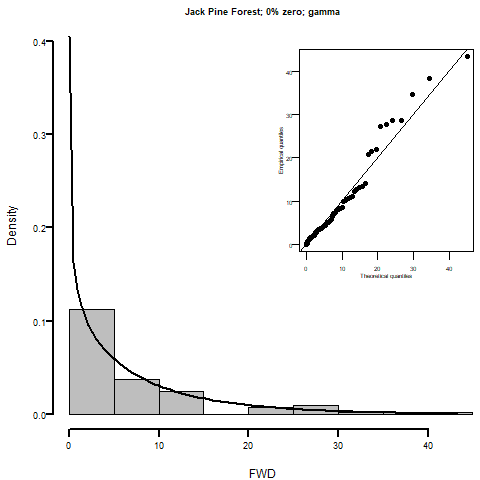 Jack Pine Forest; 0% zero; gamma
0.4
0.3
0.2
0.1
0.0
Density
0 10 20 30 40
FWD
40
30
20
10
0
Empirical quantiles
0 10 20 30 40
Theoretical quantiles